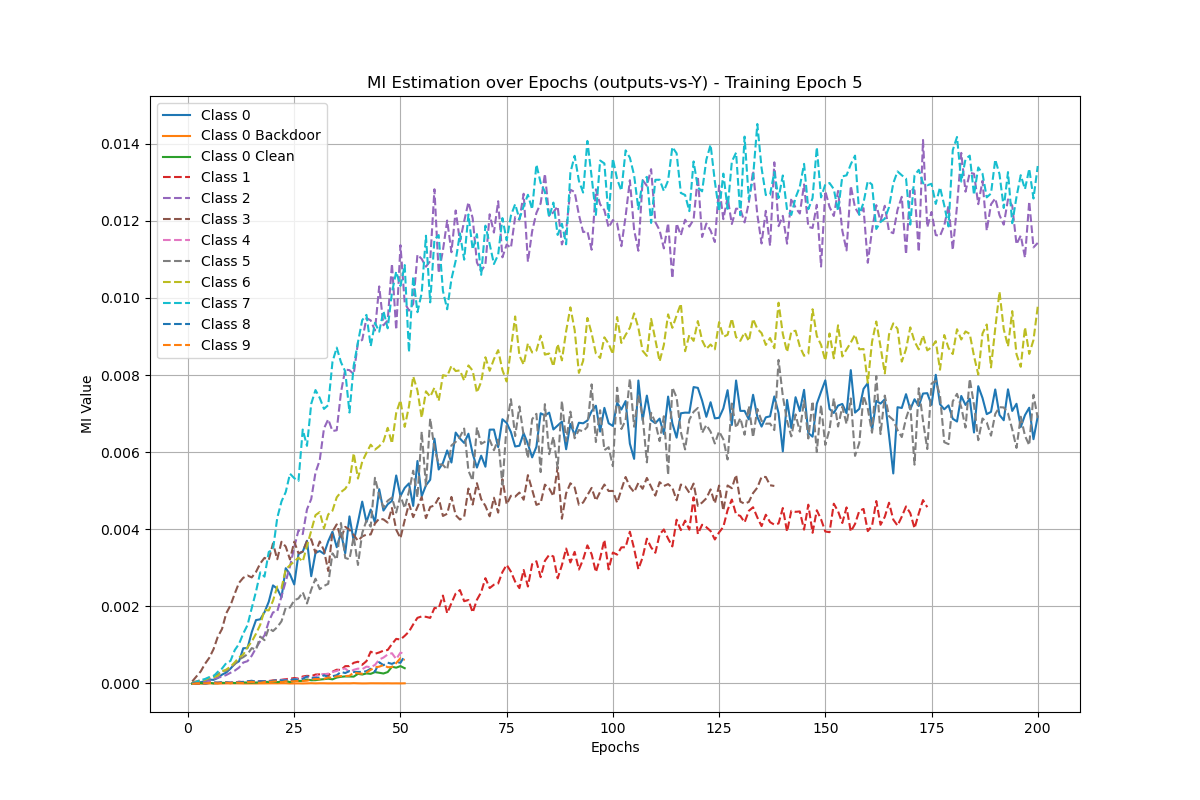 MI Estimation over Epochs (outputs-vs-Y) - Training Epoch 5
Class 0
Class 0 Backdoor
Class 0 Clean
Class 1
Class 2
Class 3
Class 4
Class 5
Class 6
Class 7
Class 8
Class 9
MI Value
0.014
0.012
0.010
0.008
0.006
0.004
0.002
0.000
0 25 50 75 100 125 150 175 200
Epochs